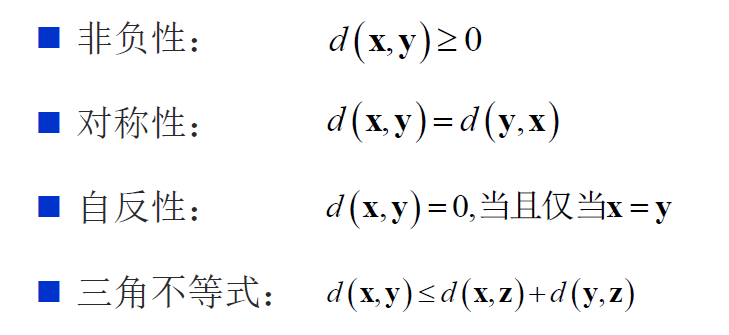 ■ 非负性： d(x,y)≥0
■ 对称性： d(x,y)=d(y,x)
■ 自反性： d(x,y)=0,当且仅当x=y
■ 三角不等式： d(x,y)≤d(x,z)+d(y,z)